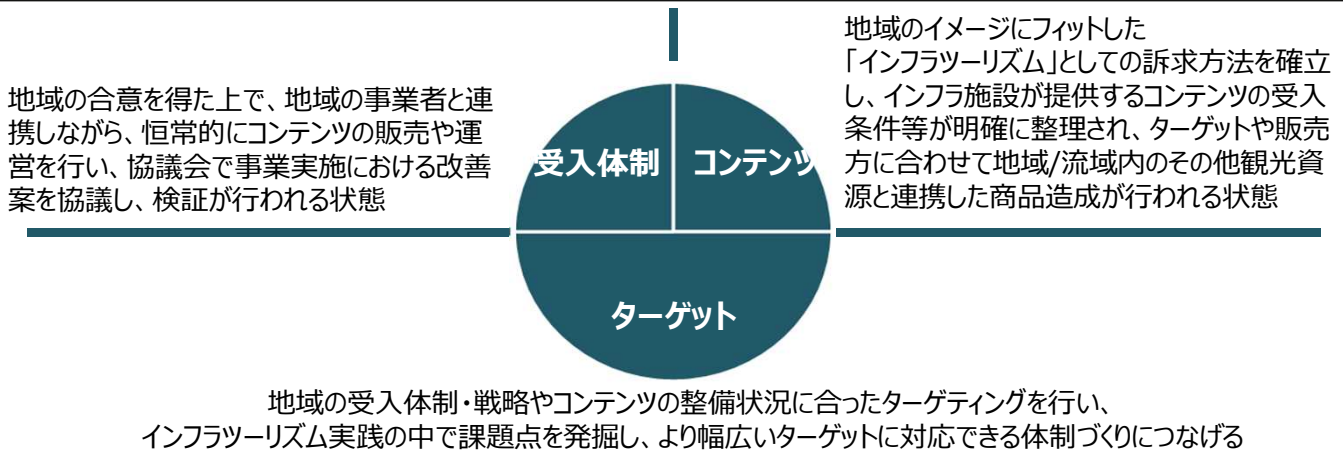 地域の合意を得た上で、地域の事業者と連
携しながら、恒常的にコンテンツの販売や運
営を行い、協議会で事業実施における改善
案を協議し、検証が行われる状態
受入体制
コンテンツ
地域のイメージにフィットした
「インフラツーリズム」としての訴求方法を確立
し、インフラ施設が提供するコンテンツの受入
条件等が明確に整理され、ターゲットや販売
方に合わせて地域/流域内のその他観光資
源と連携した商品造成が行われる状態
ターゲット
地域の受入体制・戦略やコンテンツの整備状況に合ったターゲティングを行い、
インフラツーリズム実践の中で課題点を発掘し、より幅広いターゲットに対応できる体制づくりにつなげる